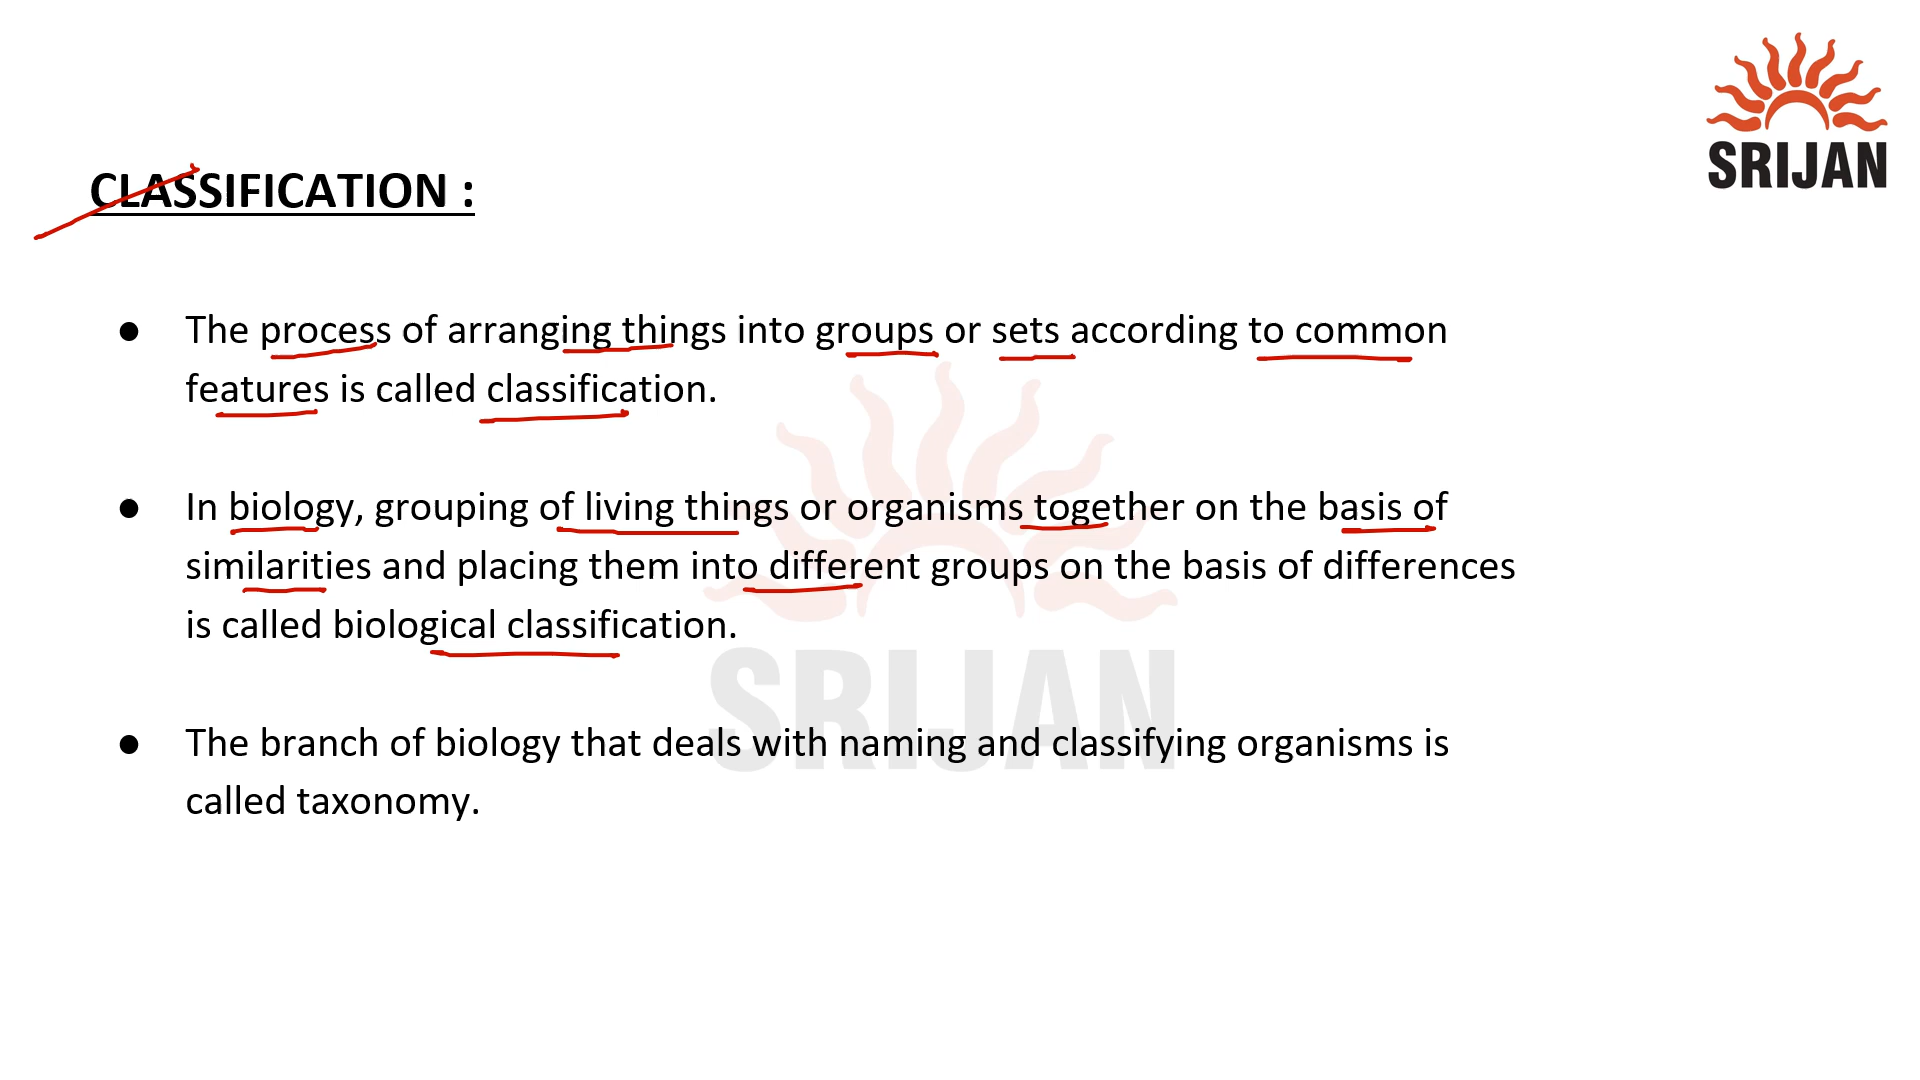 SRIJAN
CLASSIFICATION :
● The process of arranging things into groups or sets according to common
features is called classification.
● In biology, grouping of living things or organisms together on the basis of
similarities and placing them into different groups on the basis of differences
is called biological classification.
SRIJAN
● The branch of biology that deals with naming and classifying organisms is
called taxonomy.